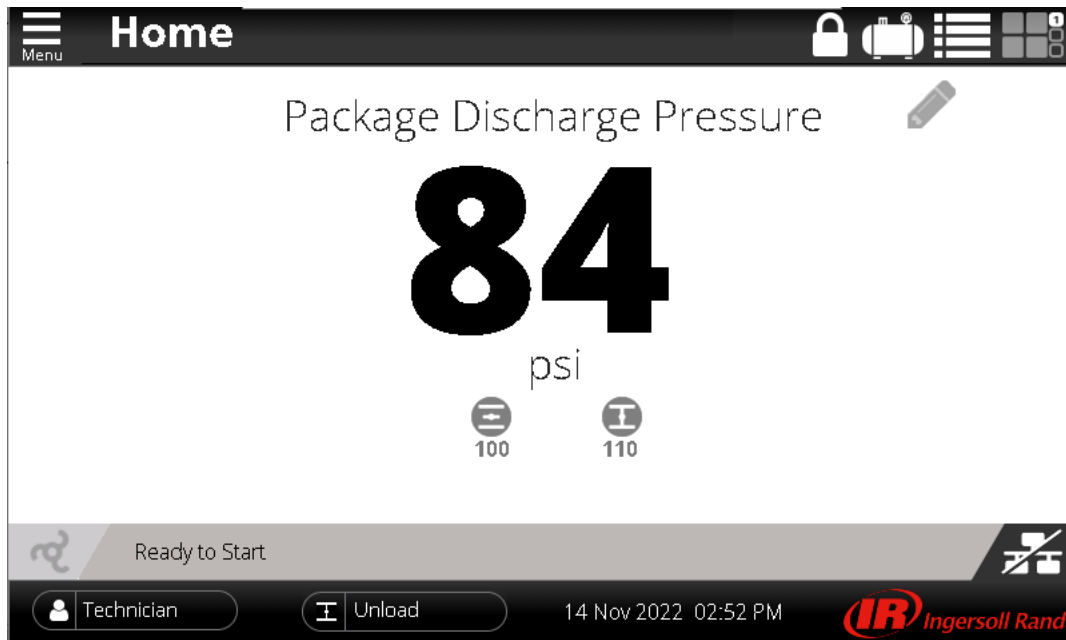 Menu
Home
1
Package Discharge Pressure
84
psi
100 110
Ready to Start
Technician
Unload
14 Nov 2022 02:52 PM
IR Ingersoll Rand